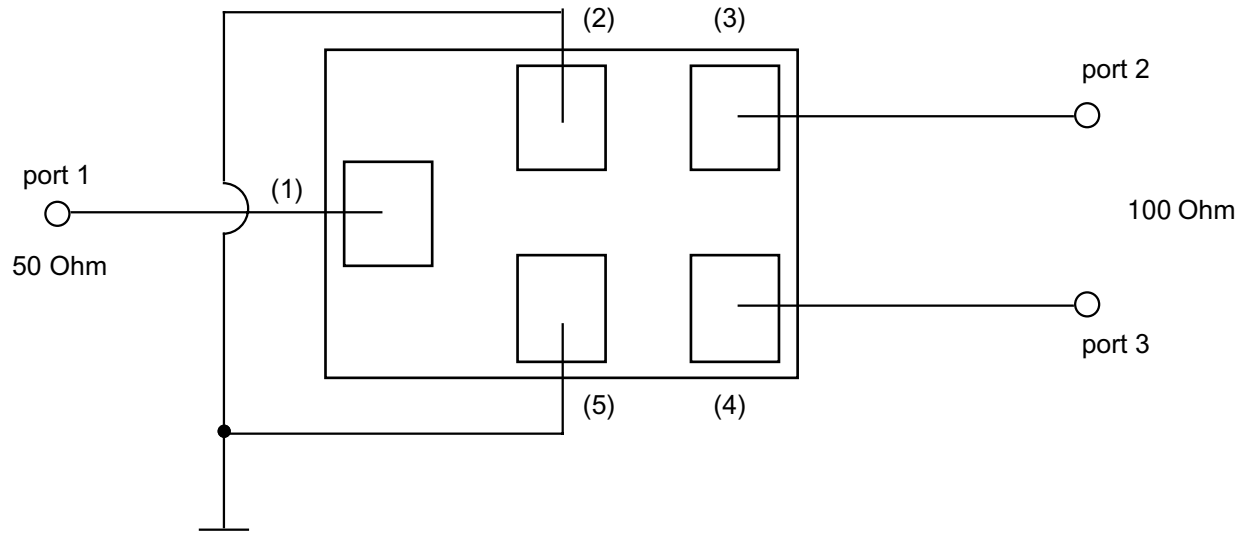 (2)
(3)
port 2
port 1
(1)
100 Ohm
50 Ohm
port 3
(5)
(4)